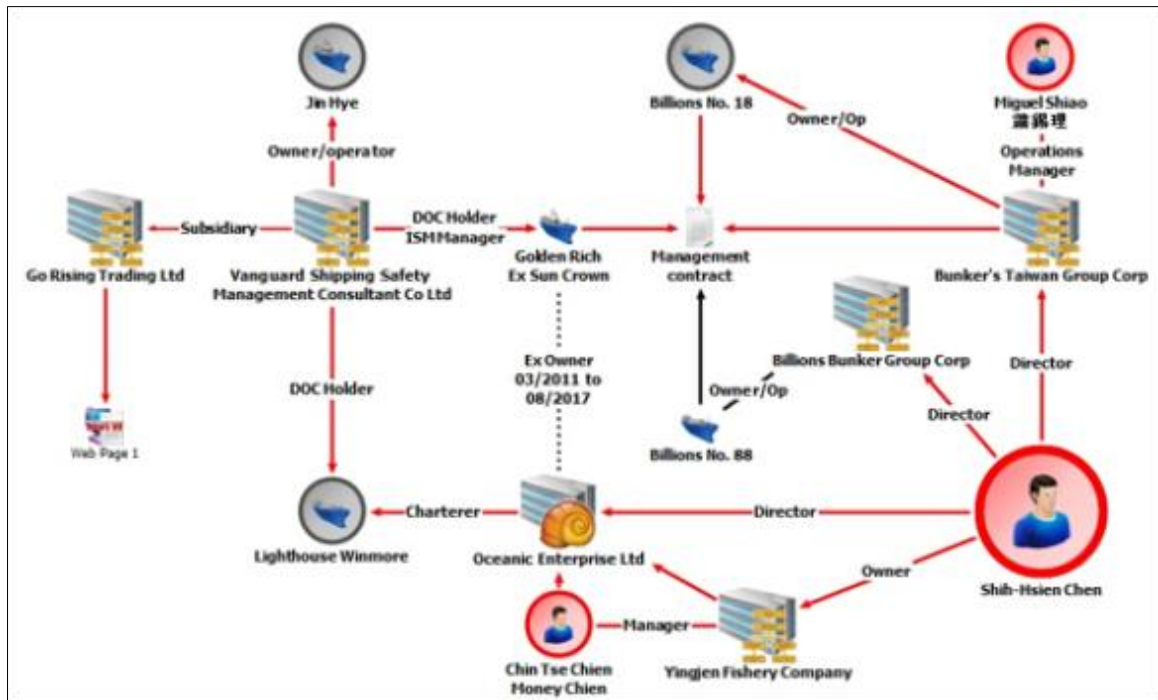 Jin Hye
Billions No. 18
Miguel Shiao
蕭錫理
Owner/operator
Owner/Op
Operations
Manager
Subsidiary
DOC Holder
ISM Manager
Go Rising Trading Ltd
Vanguard Shipping Safety
Management Consultant Co Ltd
Golden Rich
Ex Sun Crown
Management
contract
Bunker's Taiwan Group Corp
Ex Owner
03/2011 to
08/2017
Billions Bunker Group Corp
Director
DOC Holder
Owner/Op
Director
Web Page 1
Billions No. 88
Charterer
Director
Lighthouse Winmore
Oceanic Enterprise Ltd
Owner
Shih-Hsien Chen
Manager
Chin Tse Chien
Money Chien
Yingjen Fishery Company